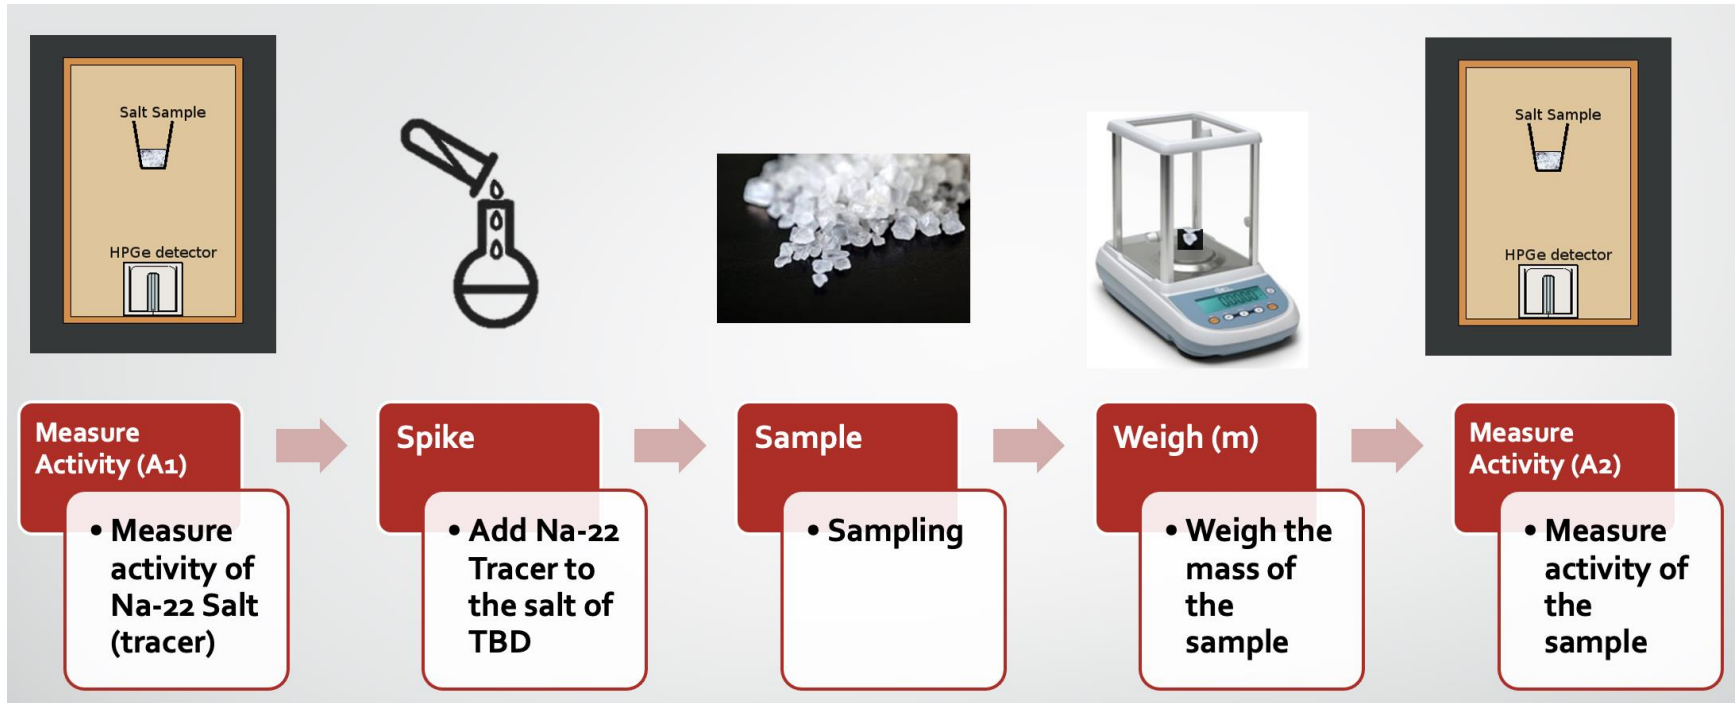 Salt Sample
HPGe detector
Salt Sample
HPGe detector
Measure
Activity (A1)
• Measure
activity of
Na-22 Salt
(tracer)
Spike
• Add Na-22
Tracer to
the salt of
TBD
Sample
• Sampling
Weigh (m)
• Weigh the
mass of
the
sample
Measure
Activity (A2)
• Measure
activity of
the
sample